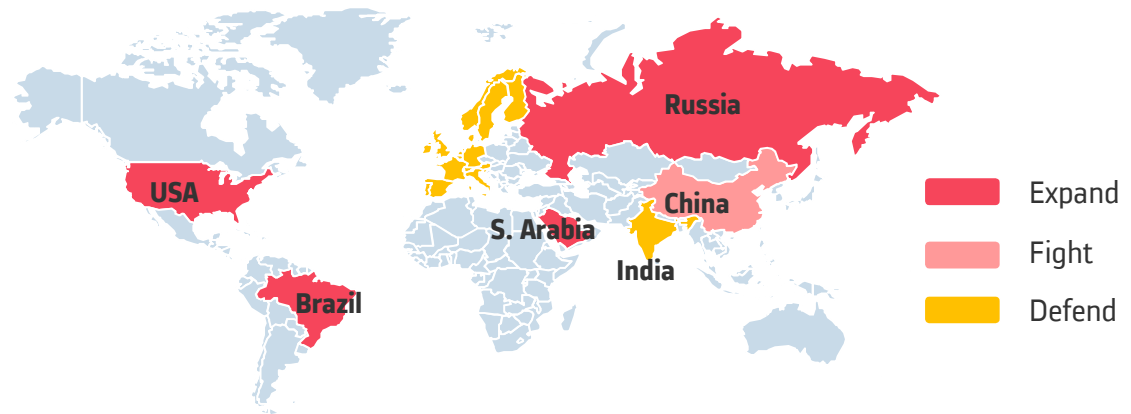 Russia
USA
China
S. Arabia
India
Brazil
Expand
Fight
Defend